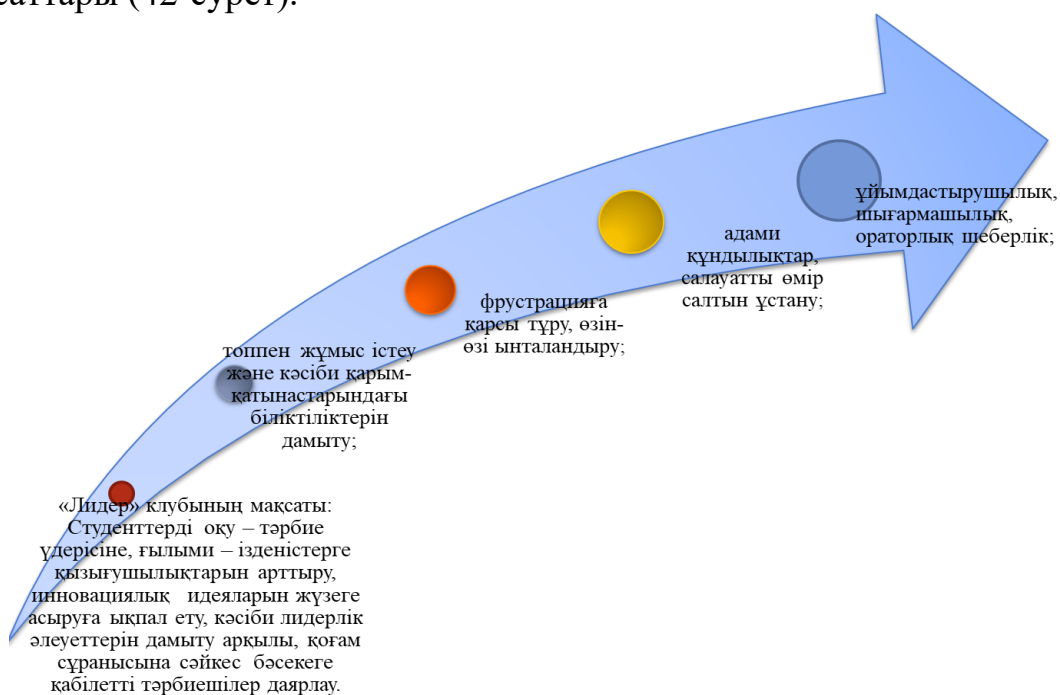 (42-сурет).
«Лидер» клубының мақсаты:
Студенттерді оқу – тәрбие
үдерісіне, ғылыми – ізденістерге
қызығушылықтарын арттыру,
инновациялық идеяларын жүзеге
асыруға ықпал ету, кәсіби лидерлік
әлеуеттерін дамыту арқылы, қоғам
сұранысына сәйкес бәсекеге
қабілетті тәрбиешілер даярлау.
топпен жұмыс істеу
және кәсіби қарым-
қатынастарындағы
біліктіліктерін
дамыту;
фрустрацияға
қарсы тұру, өзін-
өзі ынталандыру;
адами
құндылықтар,
салауатты өмір
салтын ұстану;
ұйымдастырушылық,
шығармашылық,
ораторлық шеберлік;